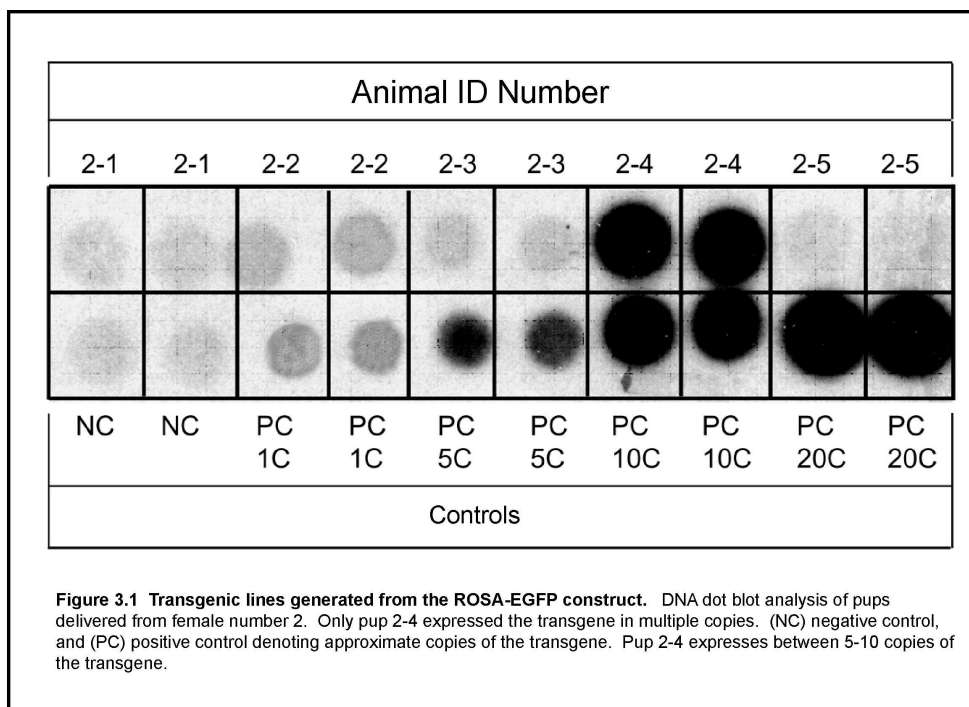 Animal ID Number
2-1 2-1 2-2 2-2 2-3 2-3 2-4 2-4 2-5 2-5
NC NC PC PC PC PC PC PC PC PC
1C 1C 5C 5C 10C 10C 20C 20C
Controls
Figure 3.1 Transgenic lines generated from the ROSA-EGFP construct. DNA dot blot analysis of pups
delivered from female number 2. Only pup 2-4 expressed the transgene in multiple copies. (NC) negative control,
and (PC) positive control denoting approximate copies of the transgene. Pup 2-4 expresses between 5-10 copies of
the transgene.